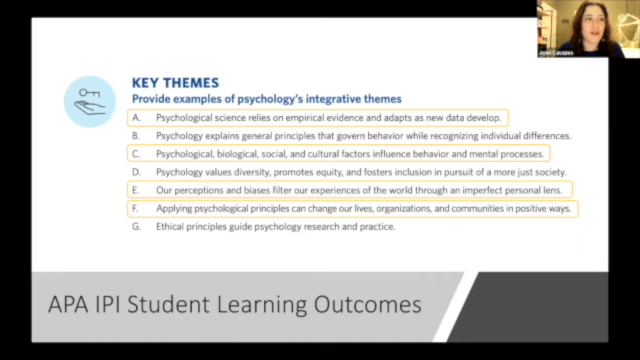 Janet Cavazos
KEY THEMES
Provide examples of psychology's integrative themes
A. Psychological science relies on empirical evidence and adapts as new data develop.
B. Psychology explains general principles that govern behavior while recognizing individual differences.
C. Psychological, biological, social, and cultural factors influence behavior and mental processes.
D. Psychology values diversity, promotes equity, and fosters inclusion in pursuit of a more just society.
E. Our perceptions and biases filter our experiences of the world through an imperfect personal lens.
F. Applying psychological principles can change our lives, organizations, and communities in positive ways.
G. Ethical principles guide psychology research and practice.
APA IPI Student Learning Outcomes